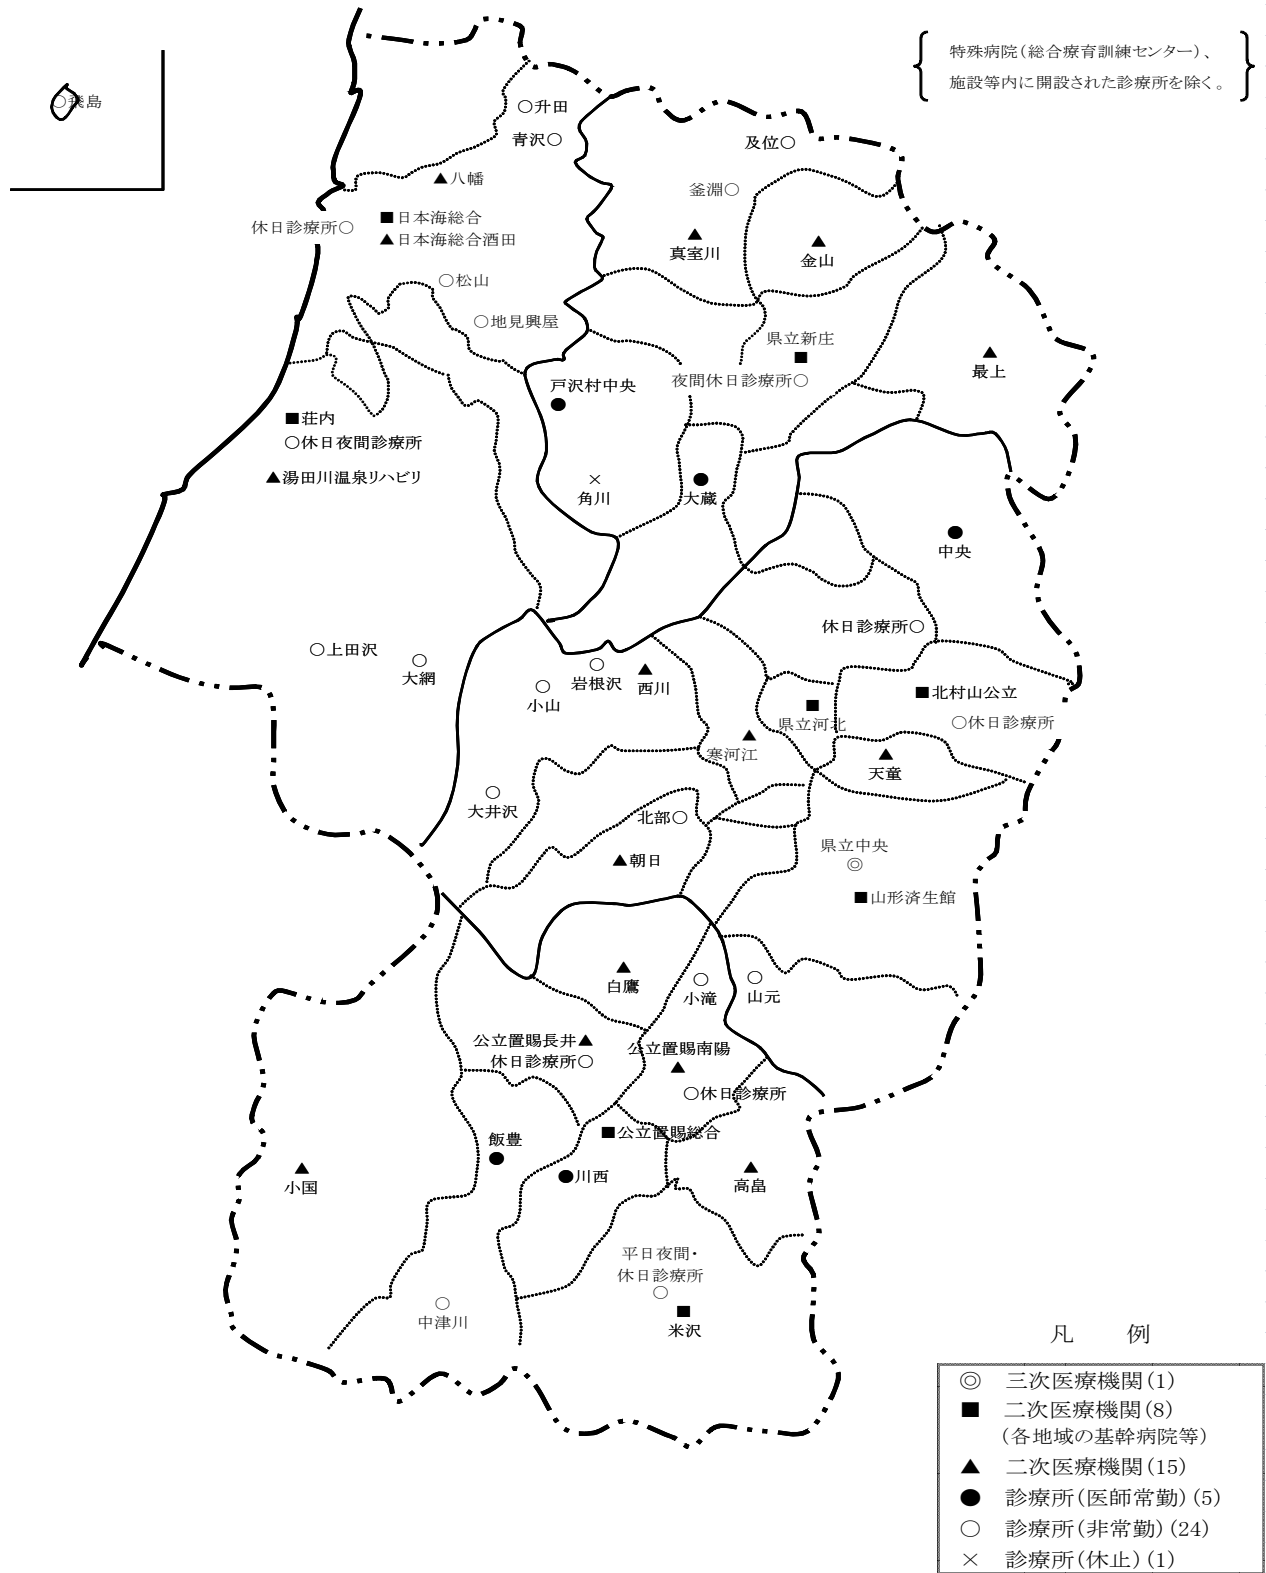 特殊病院（総合療育訓練センター）、
施設等内に開設された診療所を除く。
○飛島
○升田
青沢○
及位○
▲八幡
釜淵○
■日本海総合
休日診療所○
▲日本海総合酒田
▲
真室川
▲
金山
○松山
○地見興屋
県立新庄
■
夜間休日診療所○
▲
最上
戸沢村中央
●
■荘内
○休日夜間診療所
▲湯田川温泉リハビリ
×
角川
●
大蔵
●
中央
休日診療所○
○上田沢
○
大網
○
岩根沢
▲
西川
○
小山
■北村山公立
■
県立河北
○休日診療所
▲
寒河江
▲
天童
○
大井沢
北部○
県立中央
◎
▲朝日
■山形済生館
▲
白鷹
○
小滝
○
山元
公立置賜長井▲
休日診療所○
公立置賜南陽
▲
○休日診療所
■公立置賜総合
飯豊
●
▲
小国
●川西
▲
高畠
平日夜間・
休日診療所
○
○
中津川
■
米沢
凡　例
◎ 三次医療機関(1)
■ 二次医療機関(8)
（各地域の基幹病院等）
▲ 二次医療機関(15)
● 診療所（医師常勤）(5)
○ 診療所（非常勤）(24)
× 診療所（休止）(1)